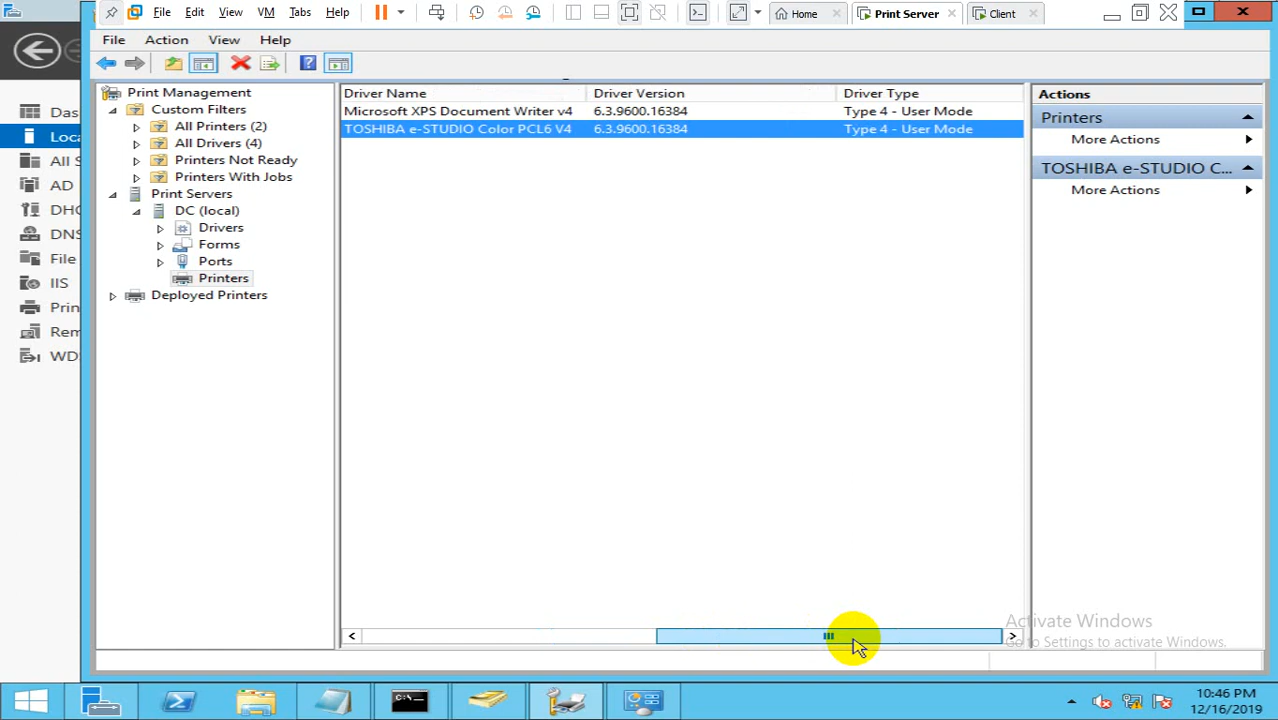 File Edit View VM Tabs Help Home Print Server Client
File Action View Help
Das
Loca
All S
AD
DHC
DNS
File
IIS
Prin
Rem
WD
Print Management
Custom Filters
All Printers (2)
All Drivers (4)
Printers Not Ready
Printers With Jobs
Print Servers
DC (local)
Drivers
Forms
Ports
Printers
Deployed Printers
Driver Name Driver Version Driver Type
Microsoft XPS Document Writer v4 6.3.9600.16384 Type 4 - User Mode
TOSHIBA e-STUDIO Color PCL6 V4 6.3.9600.16384 Type 4 - User Mode
Actions
Printers
More Actions
TOSHIBA e-STUDIO C...
More Actions
Activate Windows
Go to Settings to activate Windows.
10:46 PM
12/16/2019